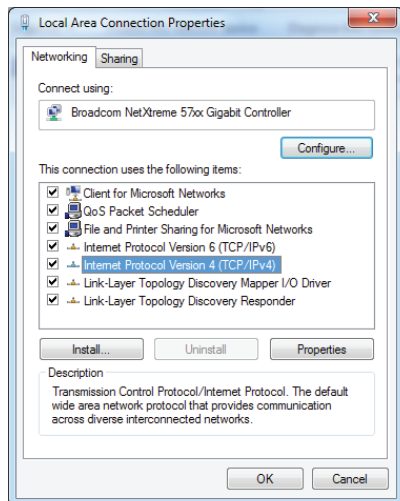 Local Area Connection Properties
Networking
Sharing
Connect using:
Broadcom NetXtreme 57xx Gigabit Controller
Configure...
This connection uses the following items:
Client for Microsoft Networks
QoS Packet Scheduler
File and Printer Sharing for Microsoft Networks
Internet Protocol Version 6 (TCP/IPv6)
Internet Protocol Version 4 (TCP/IPv4)
Link-Layer Topology Discovery Mapper I/O Driver
Link-Layer Topology Discovery Responder
Install...
Uninstall
Properties
Description
Transmission Control Protocol/Internet Protocol. The default
wide area network protocol that provides communication
across diverse interconnected networks.
OK
Cancel